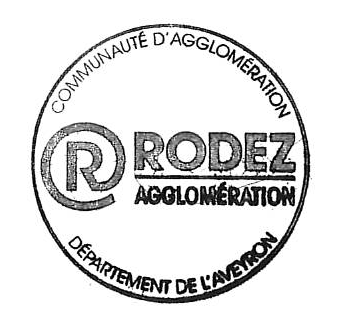 COMMUNAUTÉ D'AGGLOMÉRATION
R RODEZ
AGGLOMÉRATION
DÉPARTEMENT DE L'AVEYRON